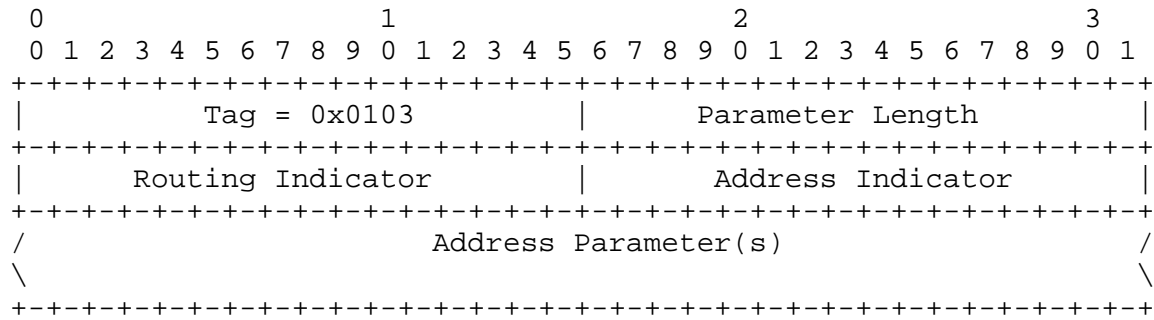 0                   1                   2                   3
 0 1 2 3 4 5 6 7 8 9 0 1 2 3 4 5 6 7 8 9 0 1 2 3 4 5 6 7 8 9 0 1
+-+-+-+-+-+-+-+-+-+-+-+-+-+-+-+-+-+-+-+-+-+-+-+-+-+-+-+-+-+-+-+-+
|          Tag = 0x0103         |      Parameter Length         |
+-+-+-+-+-+-+-+-+-+-+-+-+-+-+-+-+-+-+-+-+-+-+-+-+-+-+-+-+-+-+-+-+
|      Routing Indicator        |       Address Indicator       |
+-+-+-+-+-+-+-+-+-+-+-+-+-+-+-+-+-+-+-+-+-+-+-+-+-+-+-+-+-+-+-+-+
/                       Address Parameter(s)                    /
\                                                               \
+-+-+-+-+-+-+-+-+-+-+-+-+-+-+-+-+-+-+-+-+-+-+-+-+-+-+-+-+-+-+-+-+